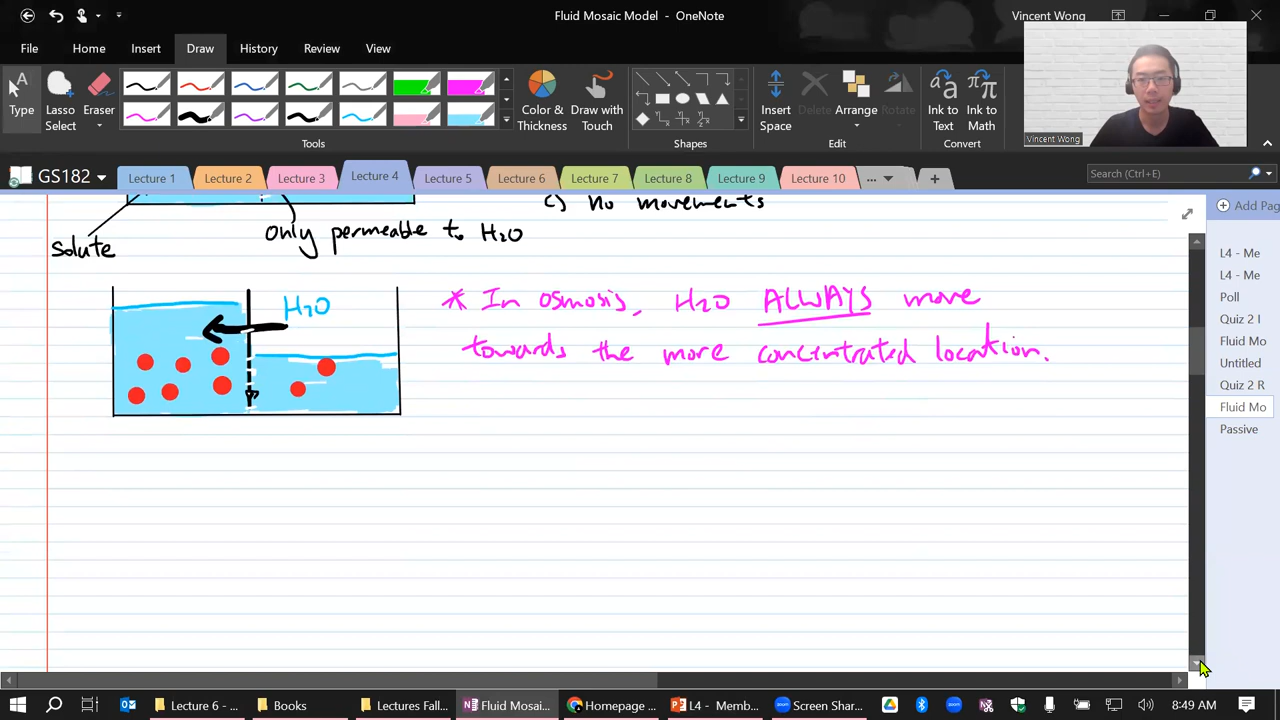 Fluid Mosaic Model - OneNote
Vincent Wong
File Home Insert Draw History Review View
Type
Lasso Select
Eraser
Color & Thickness
Draw with Touch
Insert Space
Delete
Arrange
Rotate
Ink to Text
Ink to Math
Tools
Shapes
Edit
Convert
Vincent Wong
GS182
Lecture 1 Lecture 2 Lecture 3 Lecture 4 Lecture 5 Lecture 6 Lecture 7 Lecture 8 Lecture 9 Lecture 10 ...
Search (Ctrl+E)
c) no movements
solute
only permeable to H2O
H2O
* In osmosis, H2O ALWAYS move
towards the more concentrated location.
Add Pag
L4 - Me
L4 - Me
Poll
Quiz 2 I
Fluid Mo
Untitled
Quiz 2 R
Fluid Mo
Passive
Lecture 6 - ...
Books
Lectures Fall...
Fluid Mosaic ...
Homepage ...
L4 - Memb...
Screen Shar...
8:49 AM